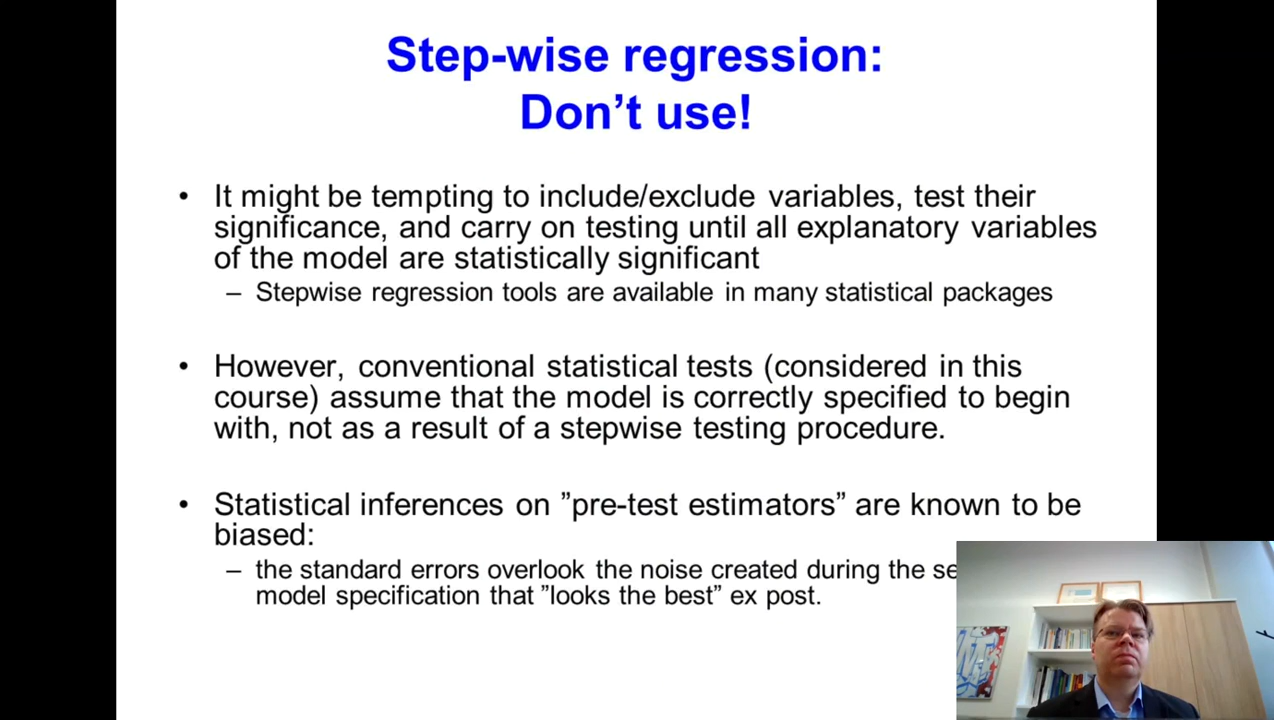 Step-wise regression:
Don’t use!
• It might be tempting to include/exclude variables, test their
significance, and carry on testing until all explanatory variables
of the model are statistically significant
– Stepwise regression tools are available in many statistical packages
• However, conventional statistical tests (considered in this
course) assume that the model is correctly specified to begin
with, not as a result of a stepwise testing procedure.
• Statistical inferences on ”pre-test estimators” are known to be
biased:
– the standard errors overlook the noise created during the
model specification that ”looks the best” ex post.